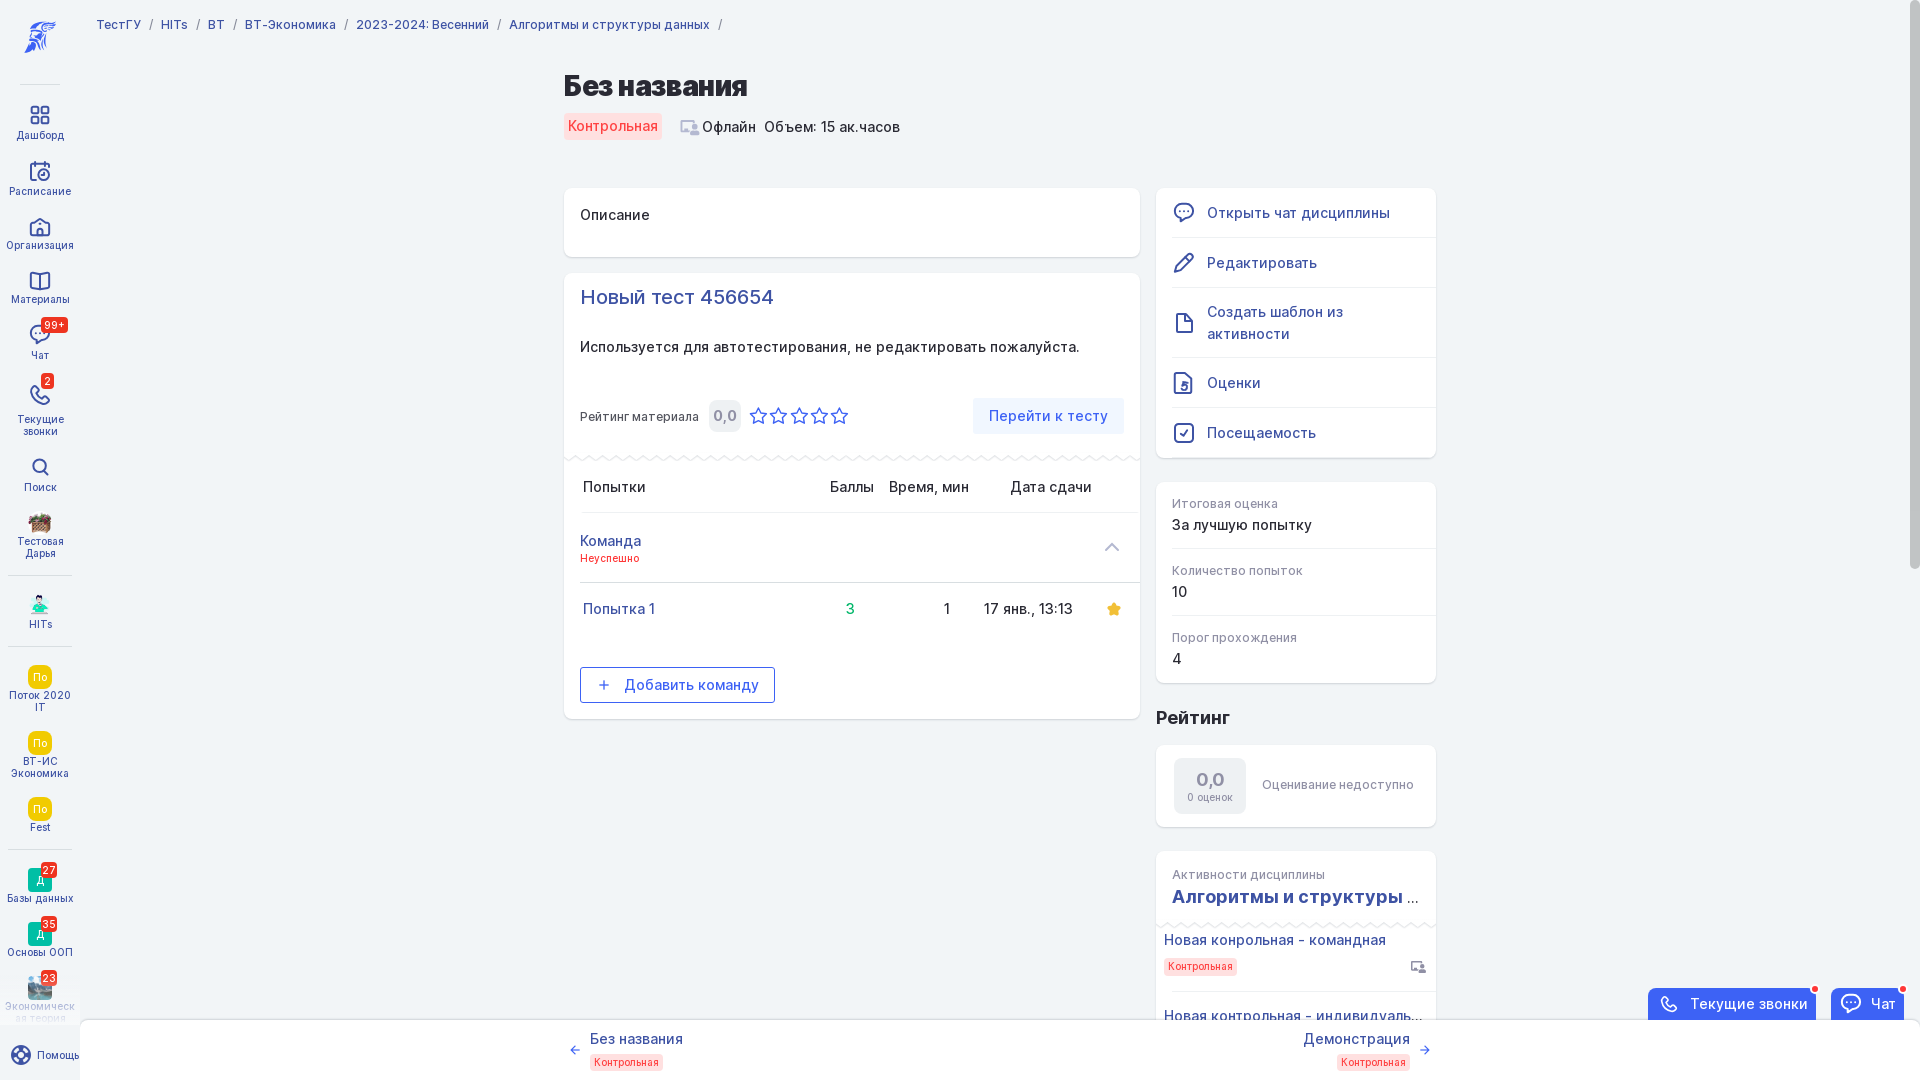 ТестГУ / HITs / ВТ / ВТ-Экономика / 2023-2024: Весенний / Алгоритмы и структуры данных /
Без названия
Контрольная Офлайн Объем: 15 ак.часов
Дашборд
Расписание
Организация
Материалы
99+
Чат
2
Текущие
звонки
Поиск
Тестовая
Дарья
HITs
По
Поток 2020
IT
По
ВТ-ИС
Экономика
По
Fest
27
Д
Базы данных
35
Д
Основы ООП
23
Экономическ
ая теория
Помощь
Описание
Новый тест 456654
Используется для автотестирования, не редактировать пожалуйста.
Рейтинг материала 0,0 Перейти к тесту
Попытки Баллы Время, мин Дата сдачи
Команда
Неуспешно
Попытка 1 3 1 17 янв., 13:13
+ Добавить команду
Открыть чат дисциплины
Редактировать
Создать шаблон из
активности
5 Оценки
Посещаемость
Итоговая оценка
За лучшую попытку
Количество попыток
10
Порог прохождения
4
Рейтинг
0,0
0 оценок
Оценивание недоступно
Активности дисциплины
Алгоритмы и структуры ...
Новая конрольная - командная
Контрольная
Новая контрольная - индивидуаль...
Текущие звонки
Чат
Без названия
Контрольная
Демонстрация
Контрольная